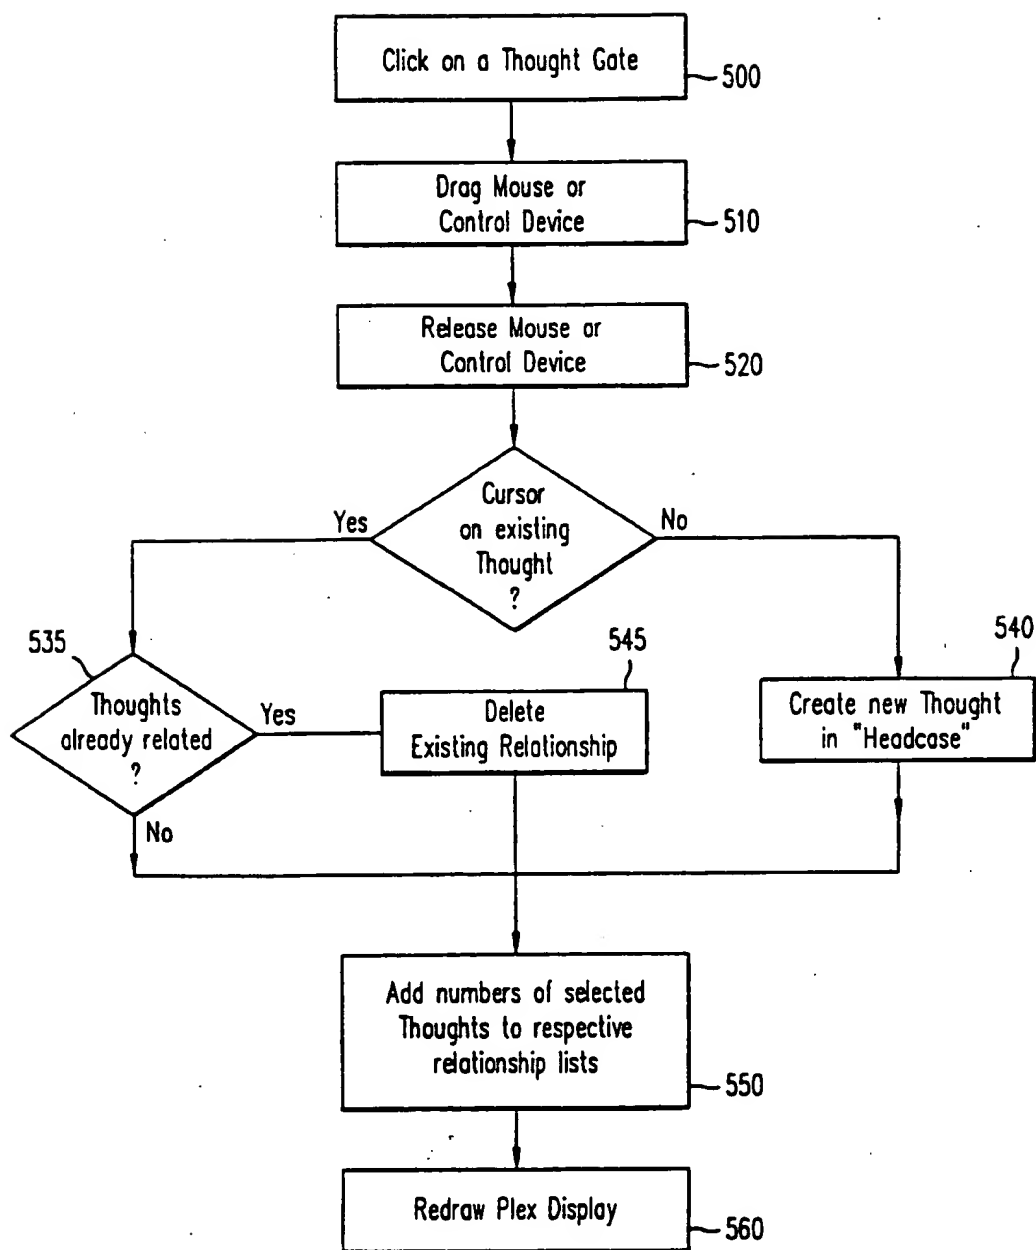 Click on a Thought Gate
500
Drag Mouse or
Control Device
510
Release Mouse or
Control Device
520
Cursor
on existing
Thought
?
Yes
No
535
Thoughts
already related
?
Yes
No
545
Delete
Existing Relationship
540
Create new Thought
in "Headcase"
Add numbers of selected
Thoughts to respective
relationship lists
550
Redraw Plex Display
560